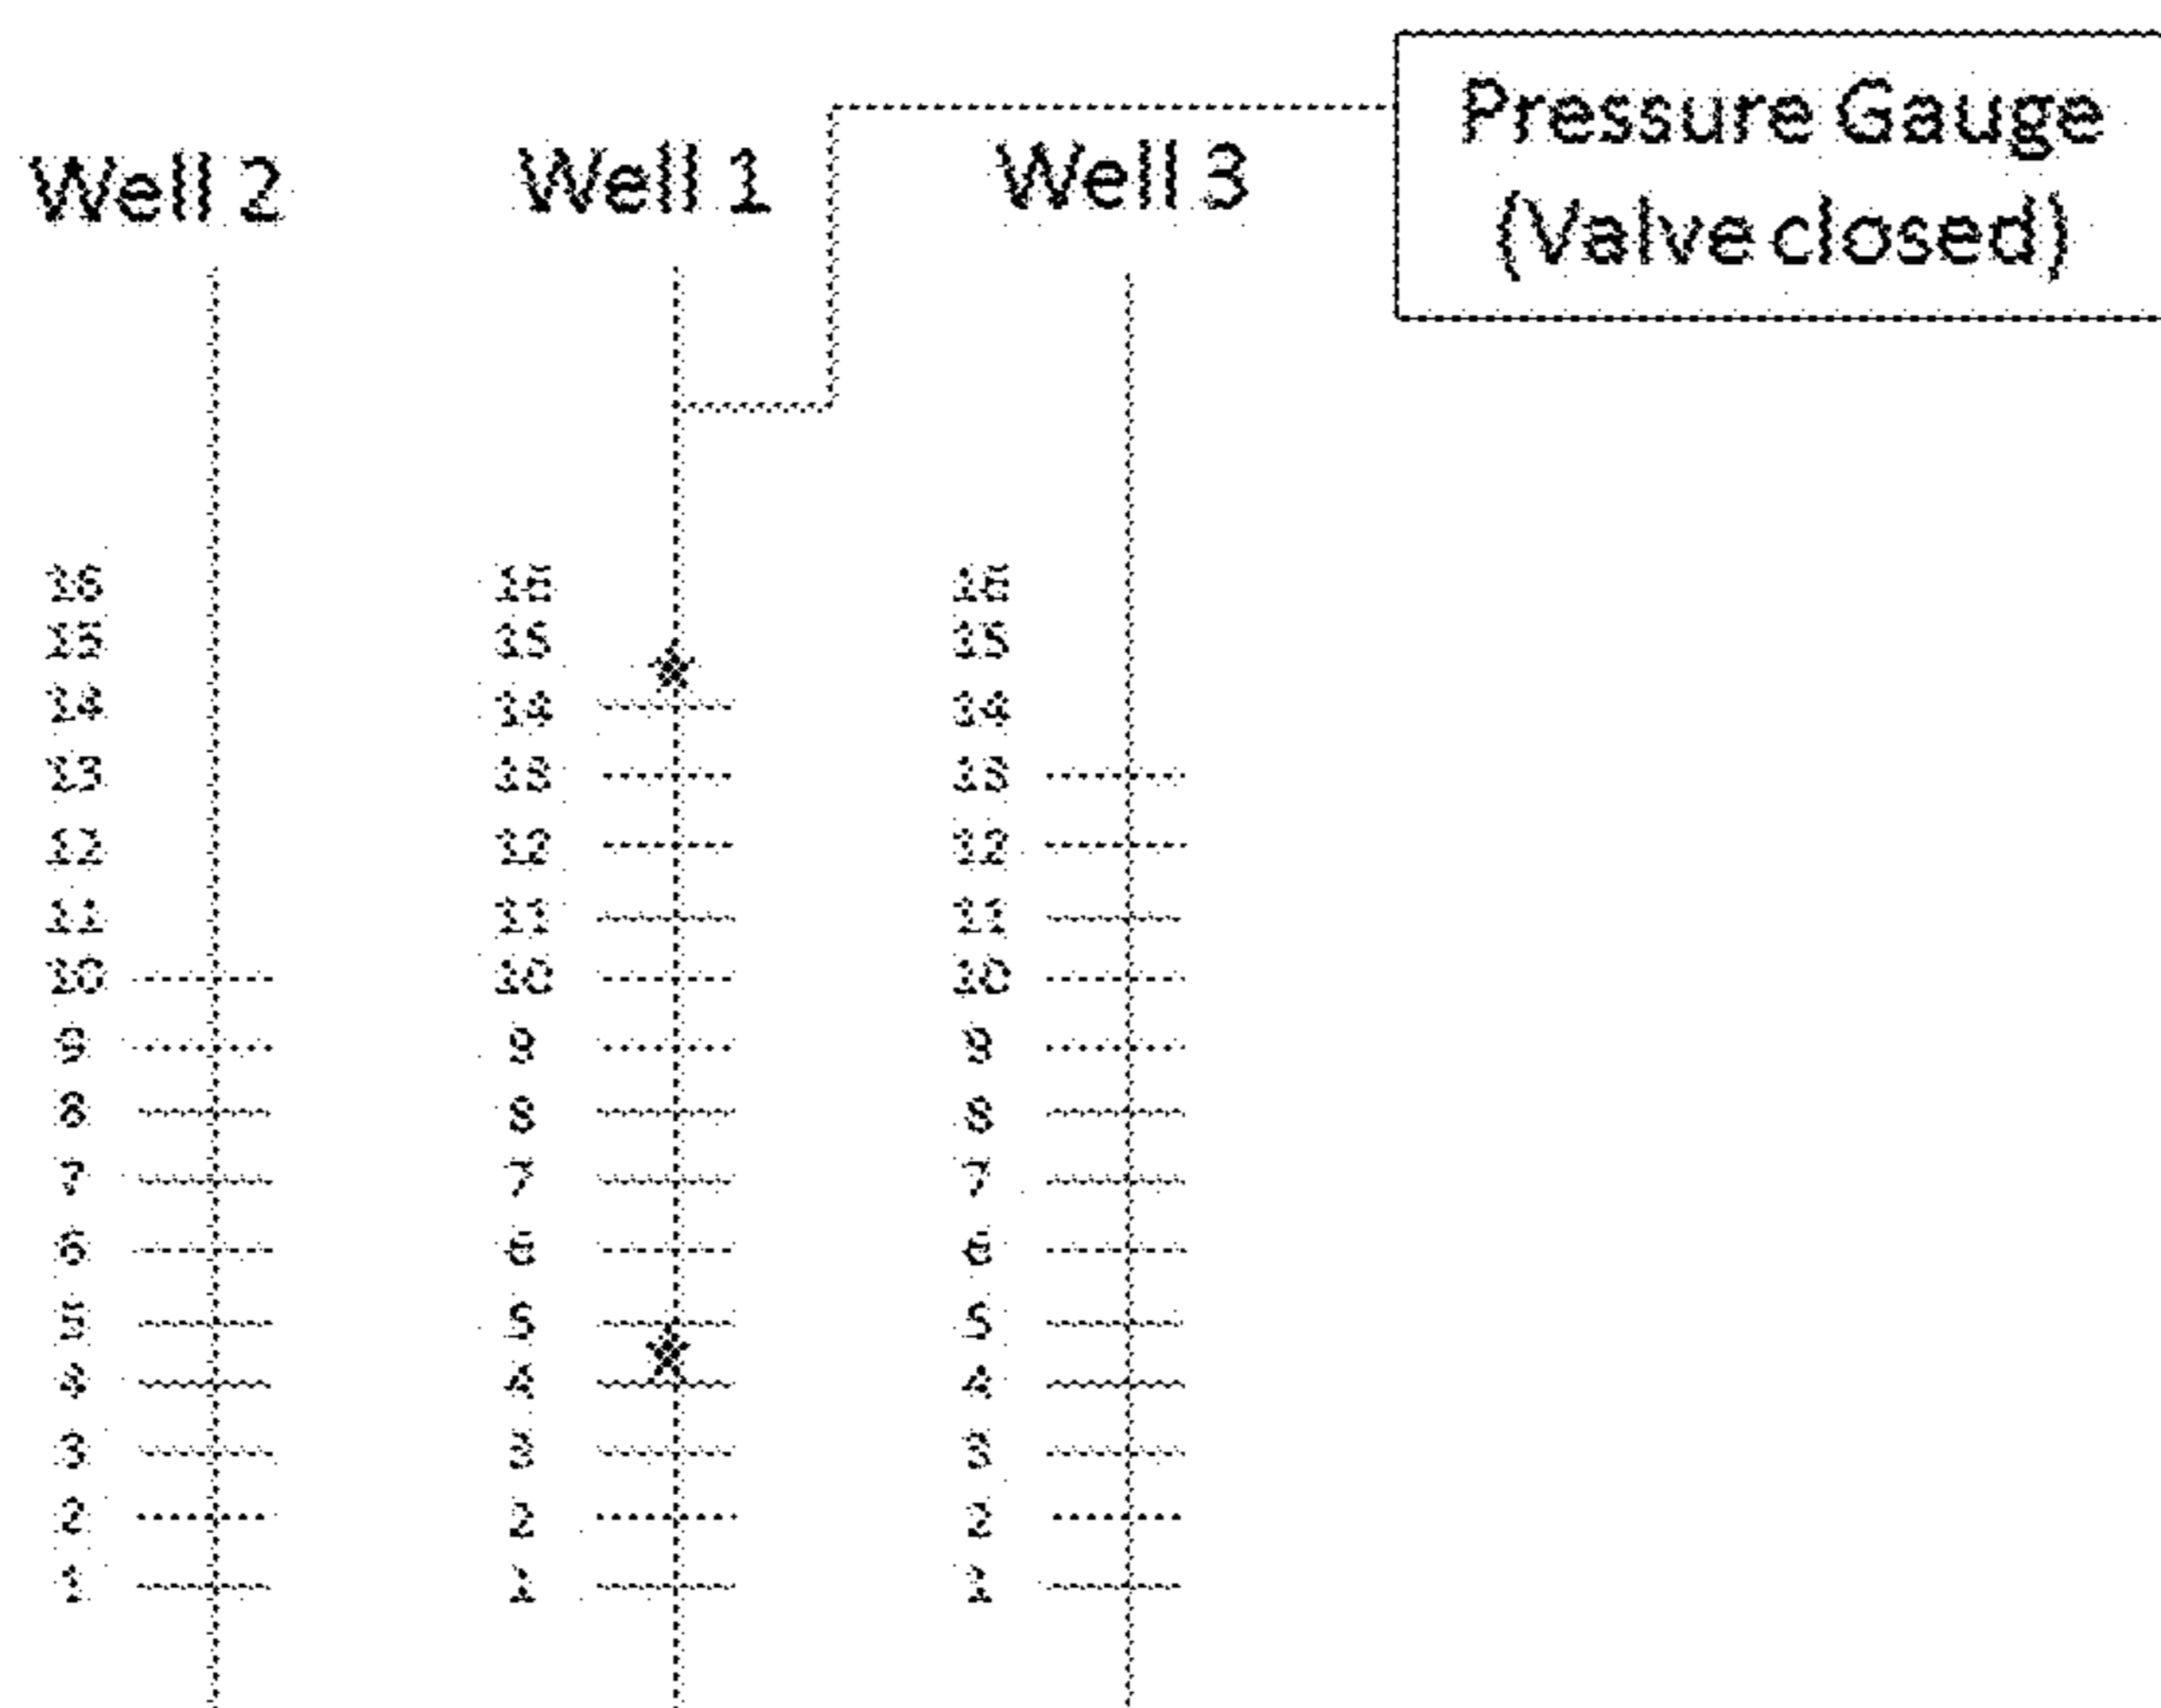 Pressure Gauge
(Valve closed)
Well 2 Well 1 Well 3
16 16 16
15 15 15
14 14 14
13 13 13
12 12 12
11 11 11
10 10 10
9 9 9
8 8 8
7 7 7
6 6 6
5 5 5
4 4 4
3 3 3
2 2 2
1 1 1